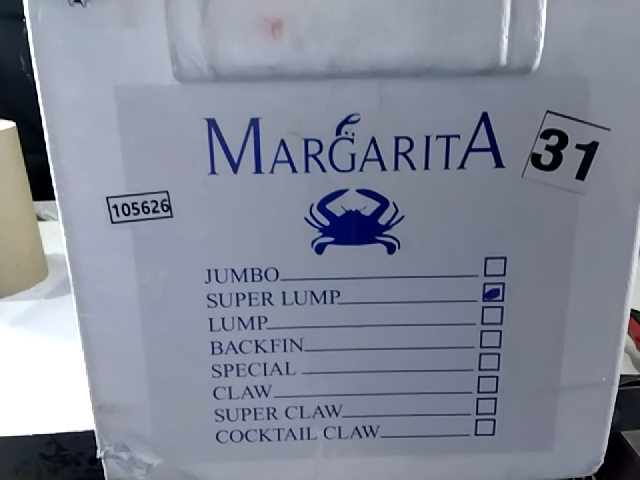 MARGARITA
31
105626
JUMBO
SUPER LUMP
LUMP
BACKFIN
SPECIAL
CLAW
SUPER CLAW
COCKTAIL CLAW